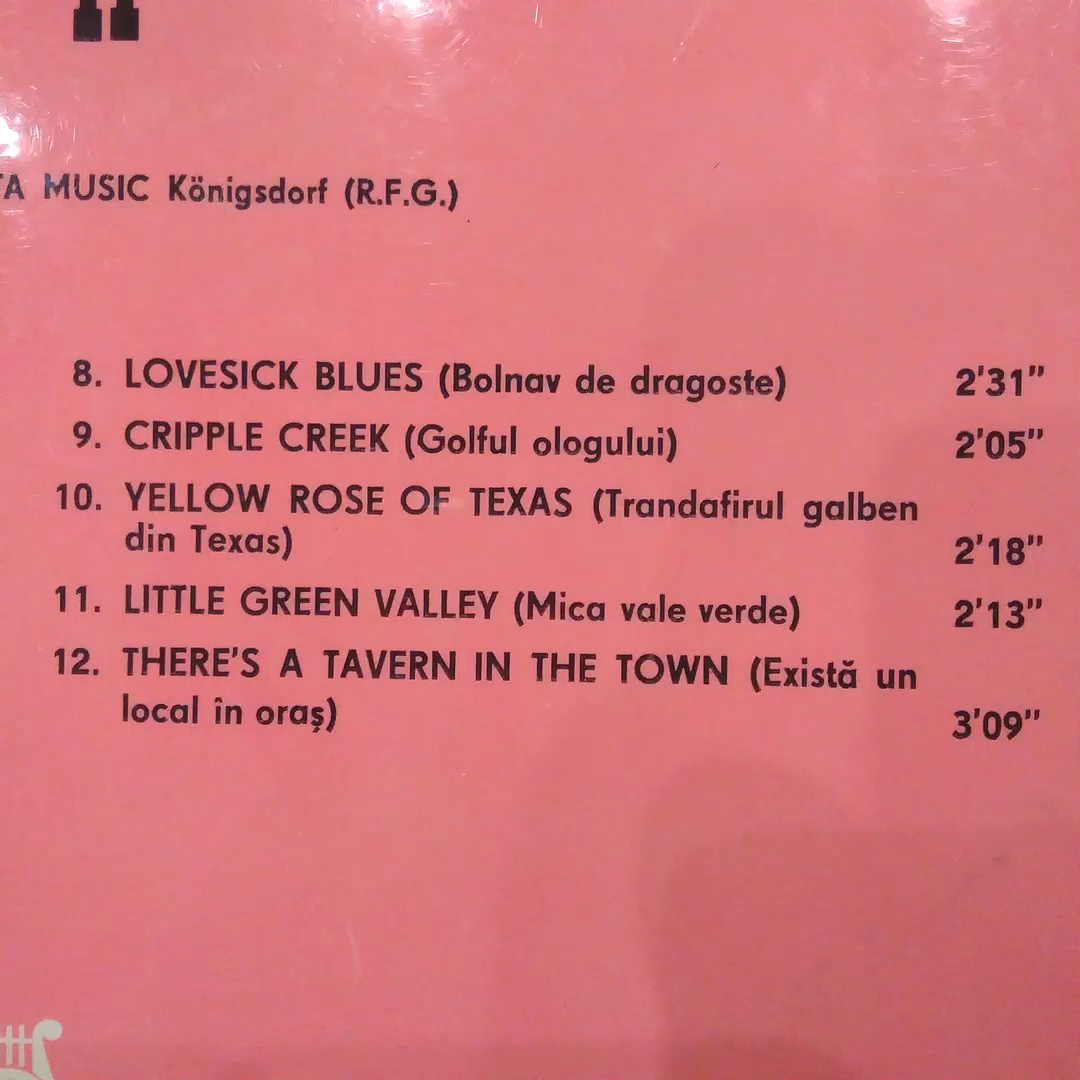 TA MUSIC Königsdorf (R.F.G.)
8. LOVESICK BLUES (Bolnav de dragoste) 2'31"
9. CRIPPLE CREEK (Golful ologului) 2'05"
10. YELLOW ROSE OF TEXAS (Trandafirul galben
din Texas) 2'18"
11. LITTLE GREEN VALLEY (Mica vale verde) 2'13"
12. THERE'S A TAVERN IN THE TOWN (Există un
local în oraș) 3'09"